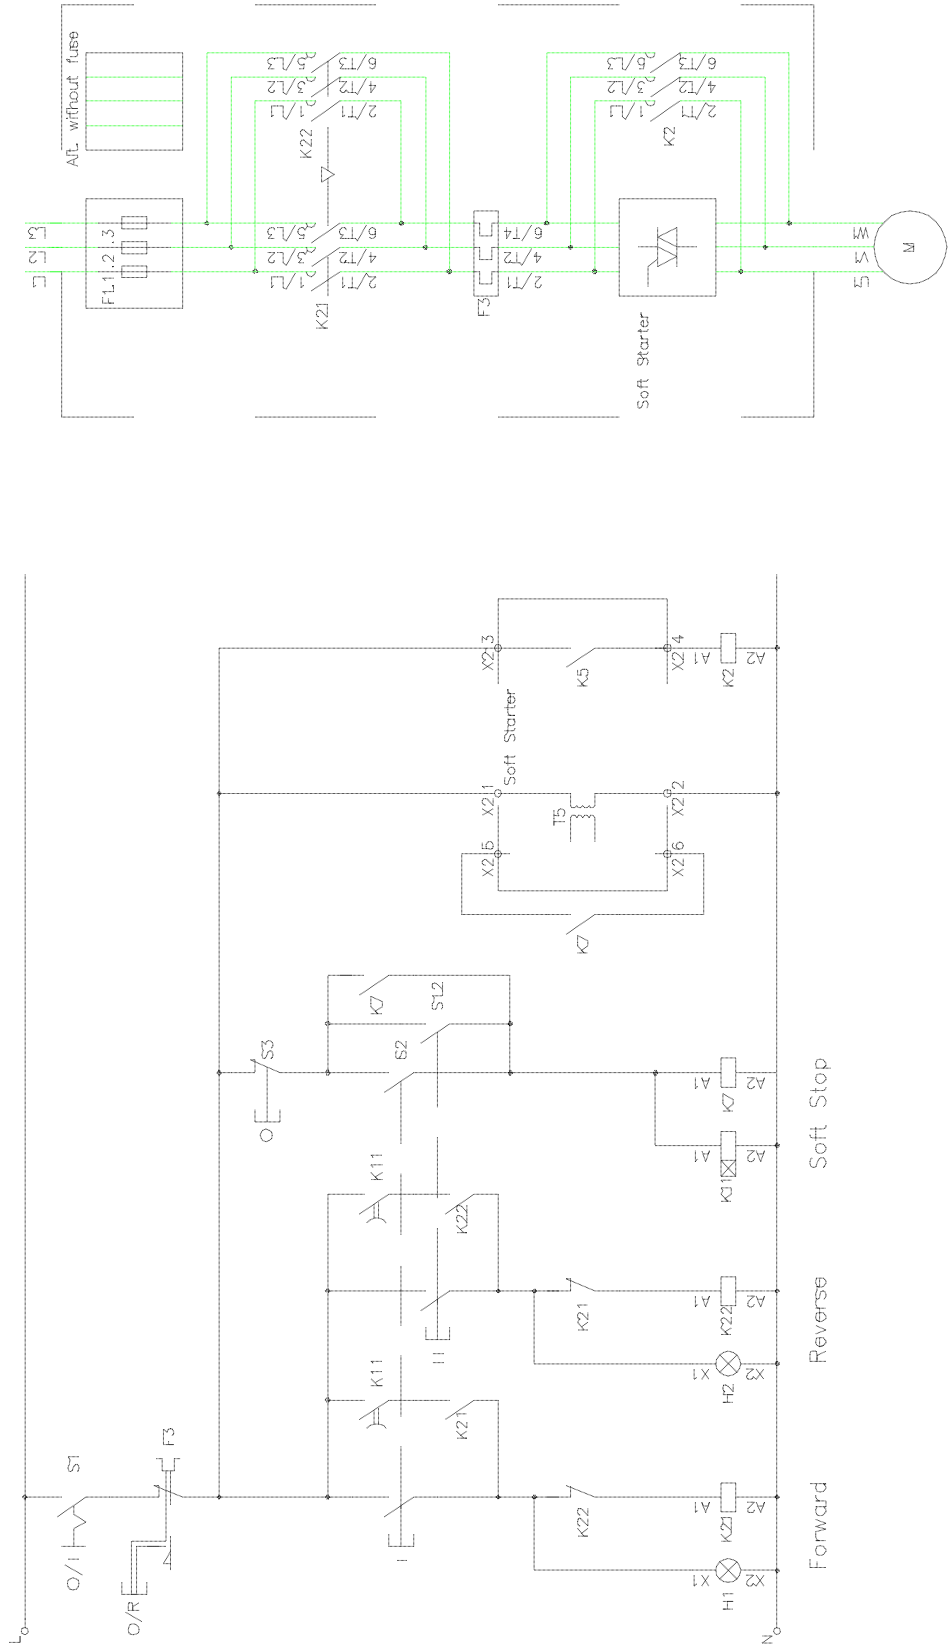 Alt. without fuse
5/L3
6/T3
3/L2
4/T2
1/L1
2/T1
K22
5/L3
6/T3
3/L2
4/T2
1/L1
2/T1
K2
L3
L2
L1
FL1.2.3
5/L3
6/T3
3/L2
4/T2
1/L1
2/T1
K21
F3
6/T4
4/T2
2/T1
Soft Starter
W1
V1
U1
M
X2 3
K5
X2 4
A1
K2
A2
Soft Starter
X2 1
T5
X2 2
X2 5
X2 6
K7
K7
S12
S3
O
S2
A1
K7
A2
A1
A2
Soft Stop
K11
K22
II
K21
A1
K22
A2
X1
H2
X2
Reverse
K11
K21
S1
O/I
F3
O/R
I
K22
A1
K21
A2
X1
H1
X2
Forward
L
N